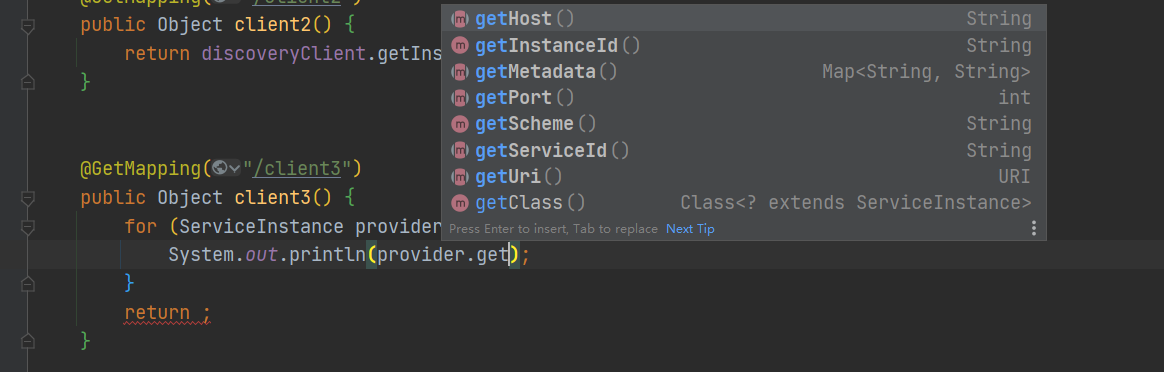 @GetMapping("/client2")
public Object client2() {
return discoveryClient.getIns
}
@GetMapping("/client3")
public Object client3() {
for (ServiceInstance provider
System.out.println(provider.get);
}
return ;
}
getHost() String
getInstanceId() String
getMetadata() Map<String, String>
getPort() int
getScheme() String
getServiceId() String
getUri() URI
getClass() Class<? extends ServiceInstance>
Press Enter to insert, Tab to replace Next Tip